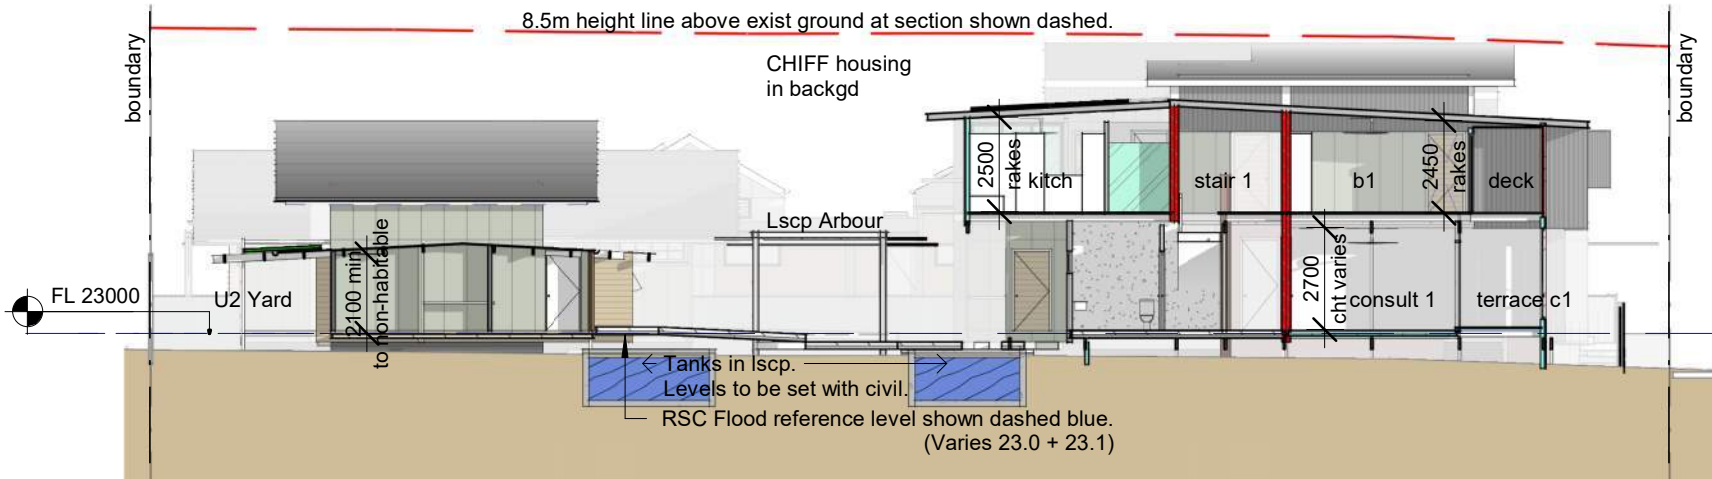 8.5m height line above exist ground at section shown dashed.
boundary
CHIFF housing
in backgd
boundary
2500
rakes
kitch
stair 1
b1
2450
rakes
deck
Lscp Arbour
FL 23000
U2 Yard
2100 min
to non-habitable
2700
cht varies
consult 1
terrace c1
Tanks in lscp.
Levels to be set with civil.
RSC Flood reference level shown dashed blue.
(Varies 23.0 + 23.1)